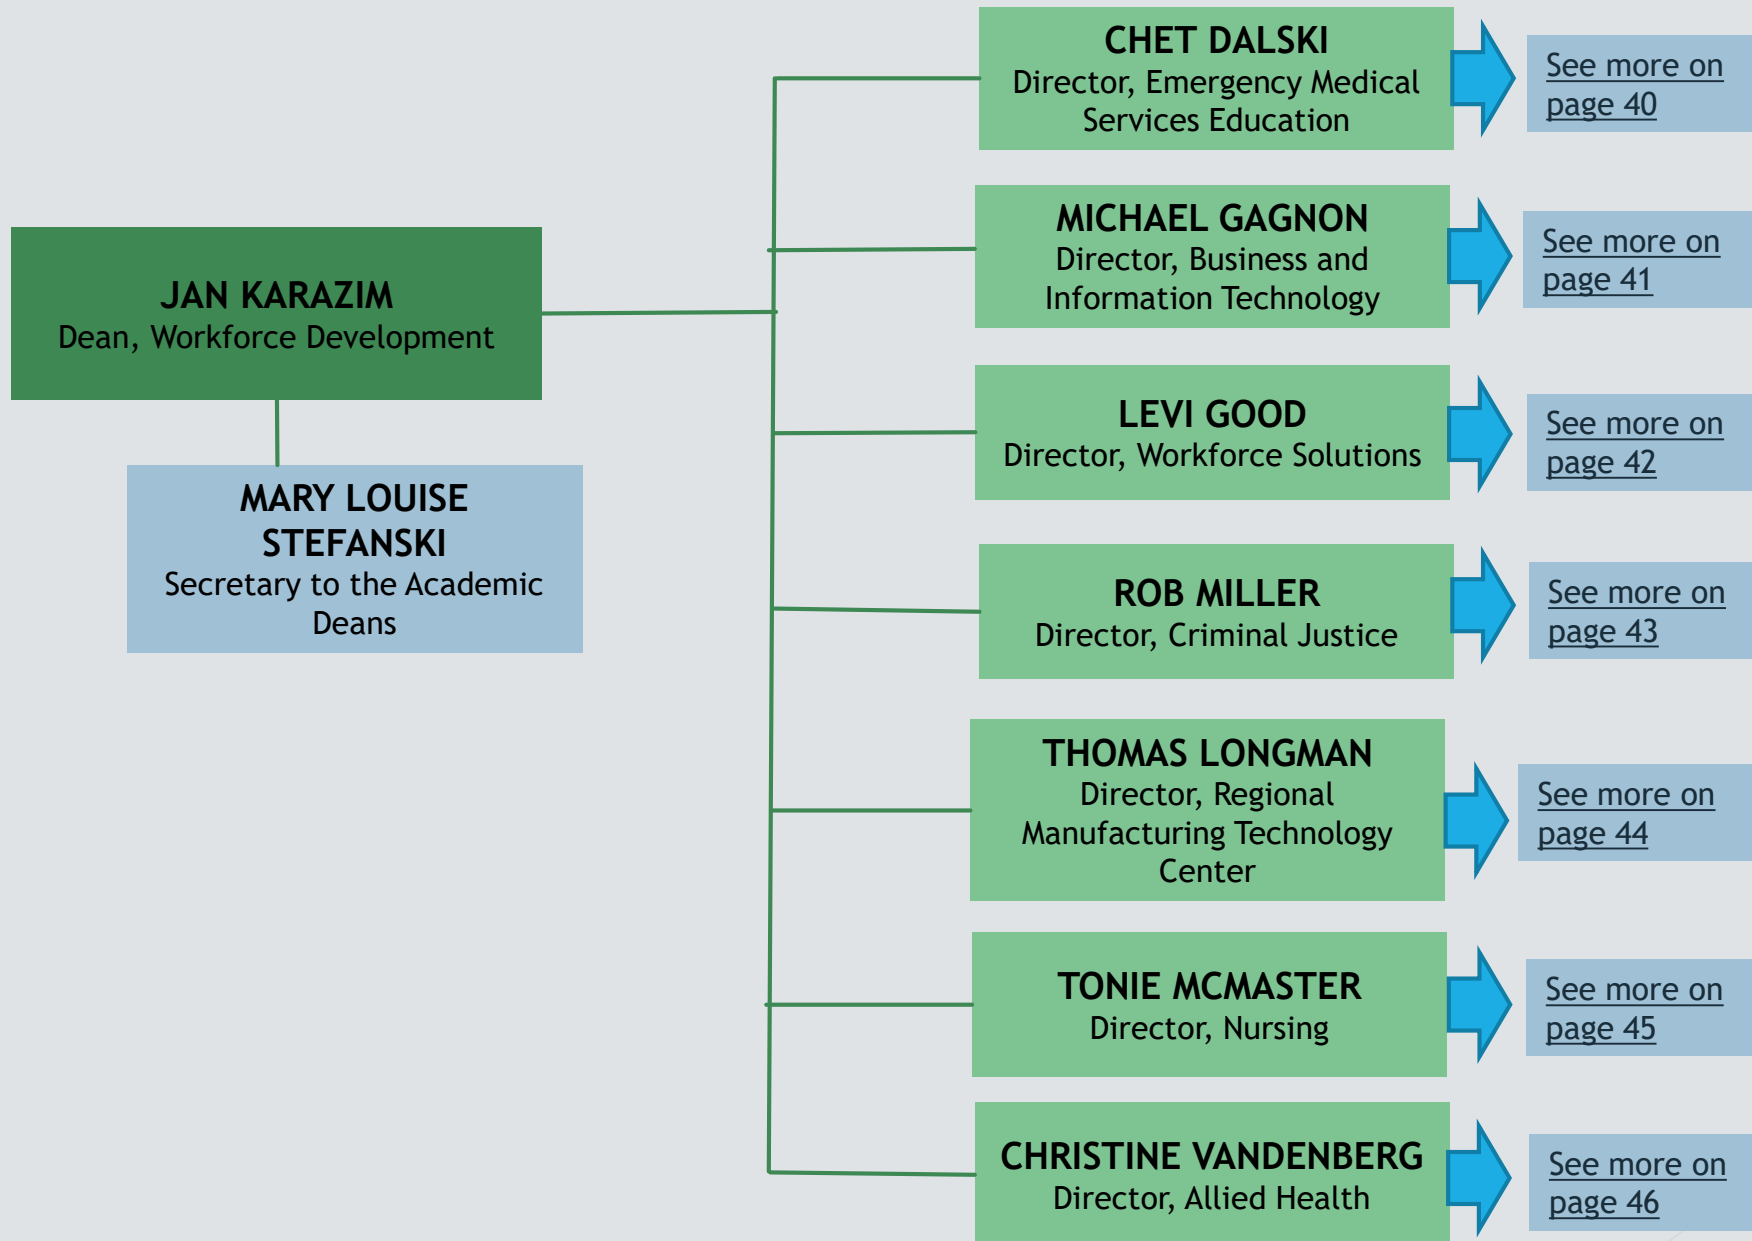 JAN KARAZIM
Dean, Workforce Development
MARY LOUISE
STEFANSKI
Secretary to the Academic
Deans
CHET DALSKI
Director, Emergency Medical
Services Education
See more on
page 40
MICHAEL GAGNON
Director, Business and
Information Technology
See more on
page 41
LEVI GOOD
Director, Workforce Solutions
See more on
page 42
ROB MILLER
Director, Criminal Justice
See more on
page 43
THOMAS LONGMAN
Director, Regional
Manufacturing Technology
Center
See more on
page 44
TONIE MCMASTER
Director, Nursing
See more on
page 45
CHRISTINE VANDENBERG
Director, Allied Health
See more on
page 46